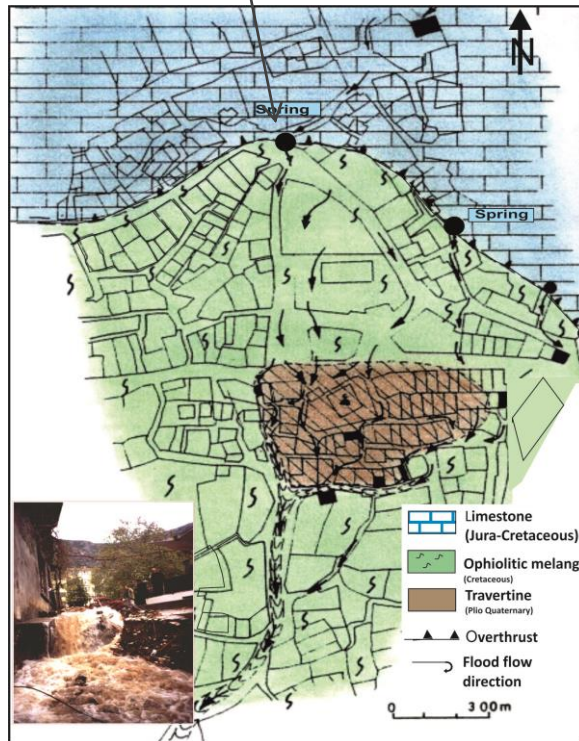 N
Spring
Spring
Limestone
(Jura-Cretaceous)
Ophiolitic melang
(Cretaceous)
Travertine
(Plio Quaternary)
Overthrust
Flood flow
direction
0 300m